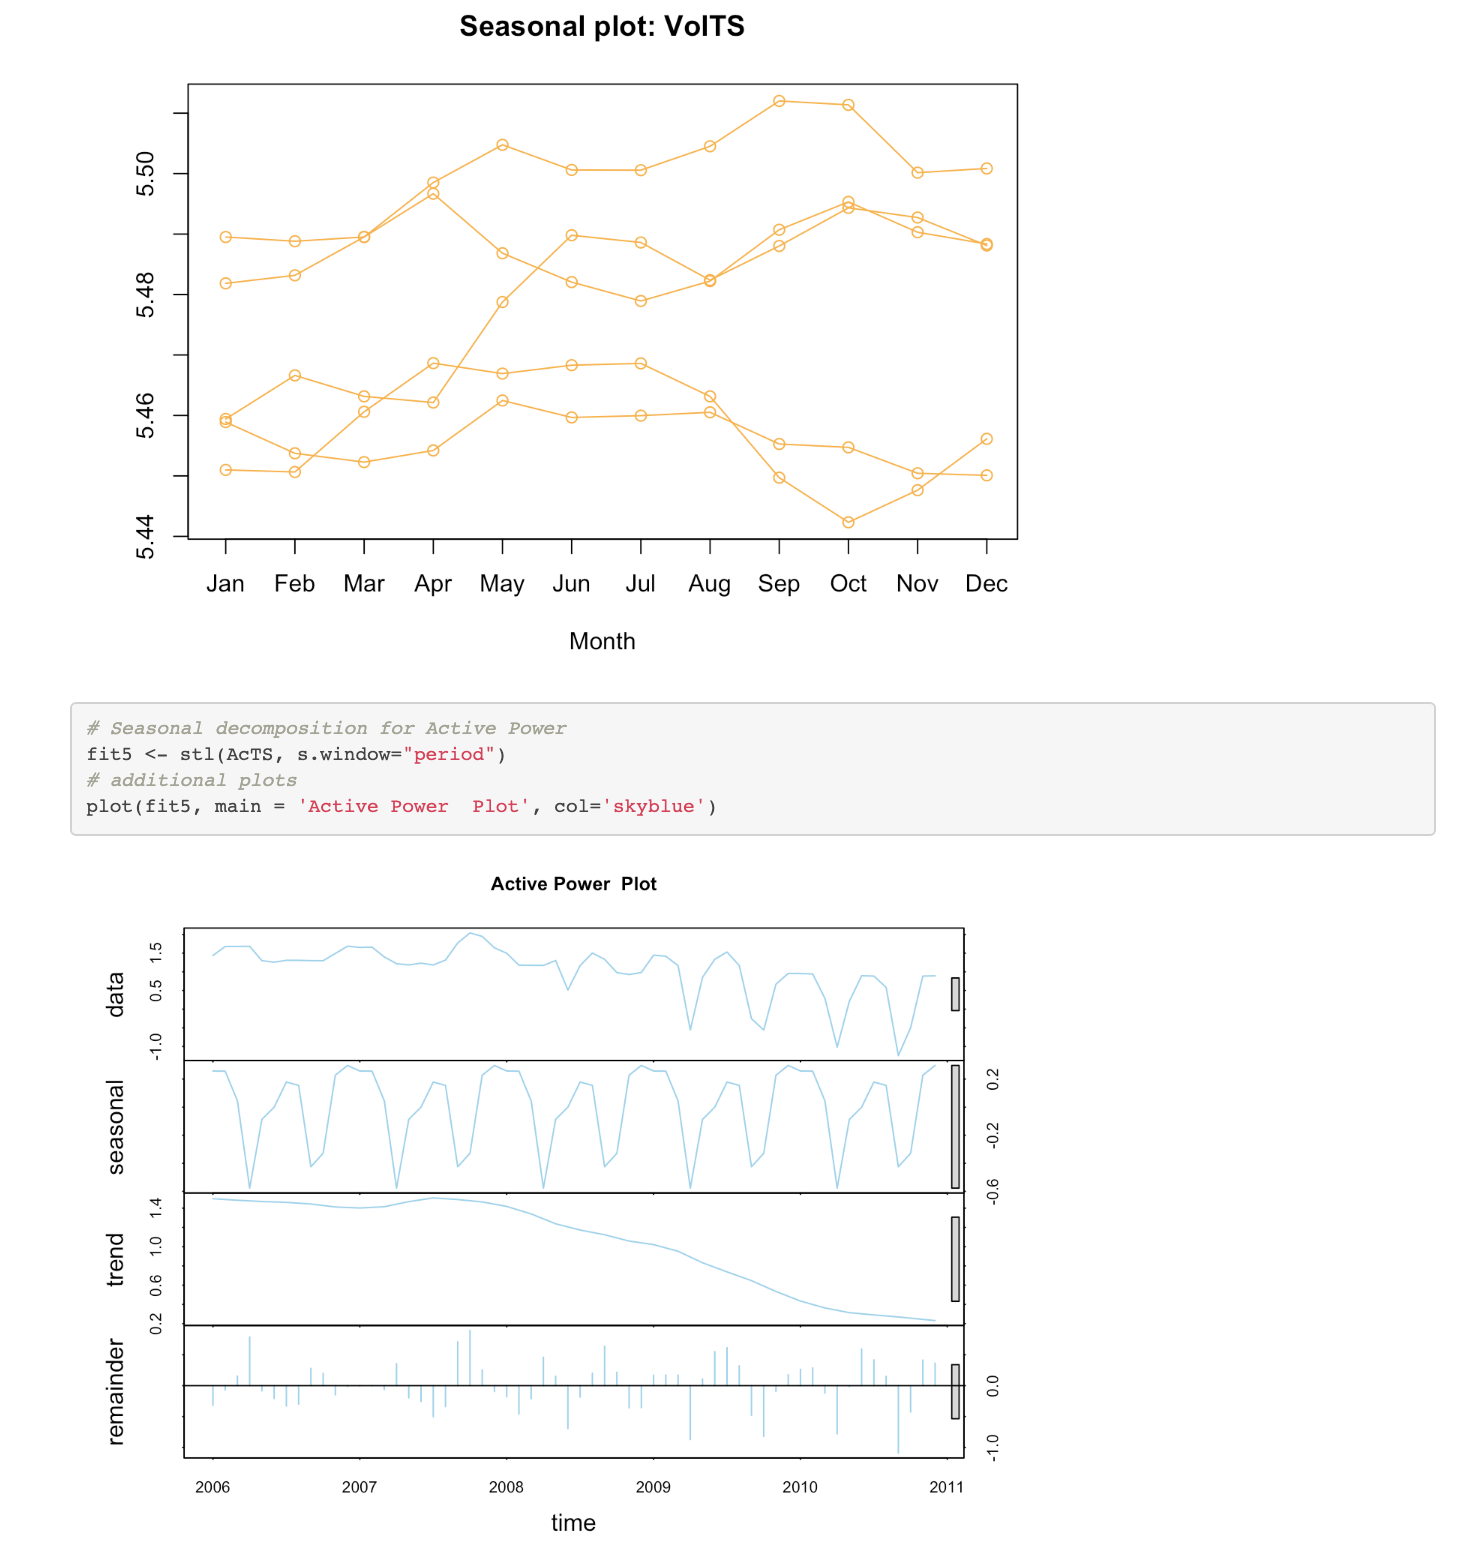 Seasonal plot: VolTS
5.50
5.48
5.46
5.44
Jan Feb Mar Apr May Jun Jul Aug Sep Oct Nov Dec
Month
# Seasonal decomposition for Active Power
fit5 <- stl(AcTS, s.window="period")
# additional plots
plot(fit5, main = 'Active Power  Plot', col='skyblue')
Active Power  Plot
data
1.5
0.5
-1.0
seasonal
0.2
-0.2
-0.6
trend
1.4
1.0
0.6
0.2
remainder
0.0
-1.0
2006 2007 2008 2009 2010 2011
time